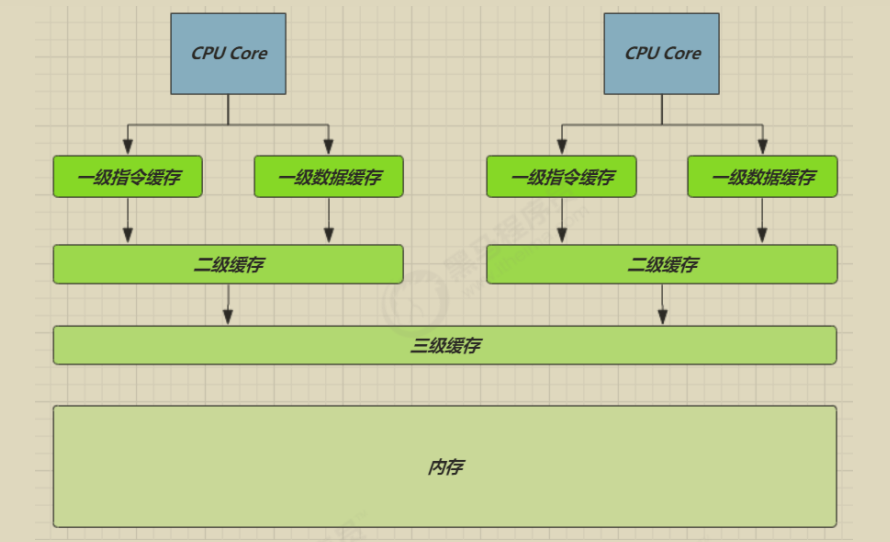 CPU Core
CPU Core
一级指令缓存
一级数据缓存
一级指令缓存
一级数据缓存
二级缓存
二级缓存
三级缓存
内存